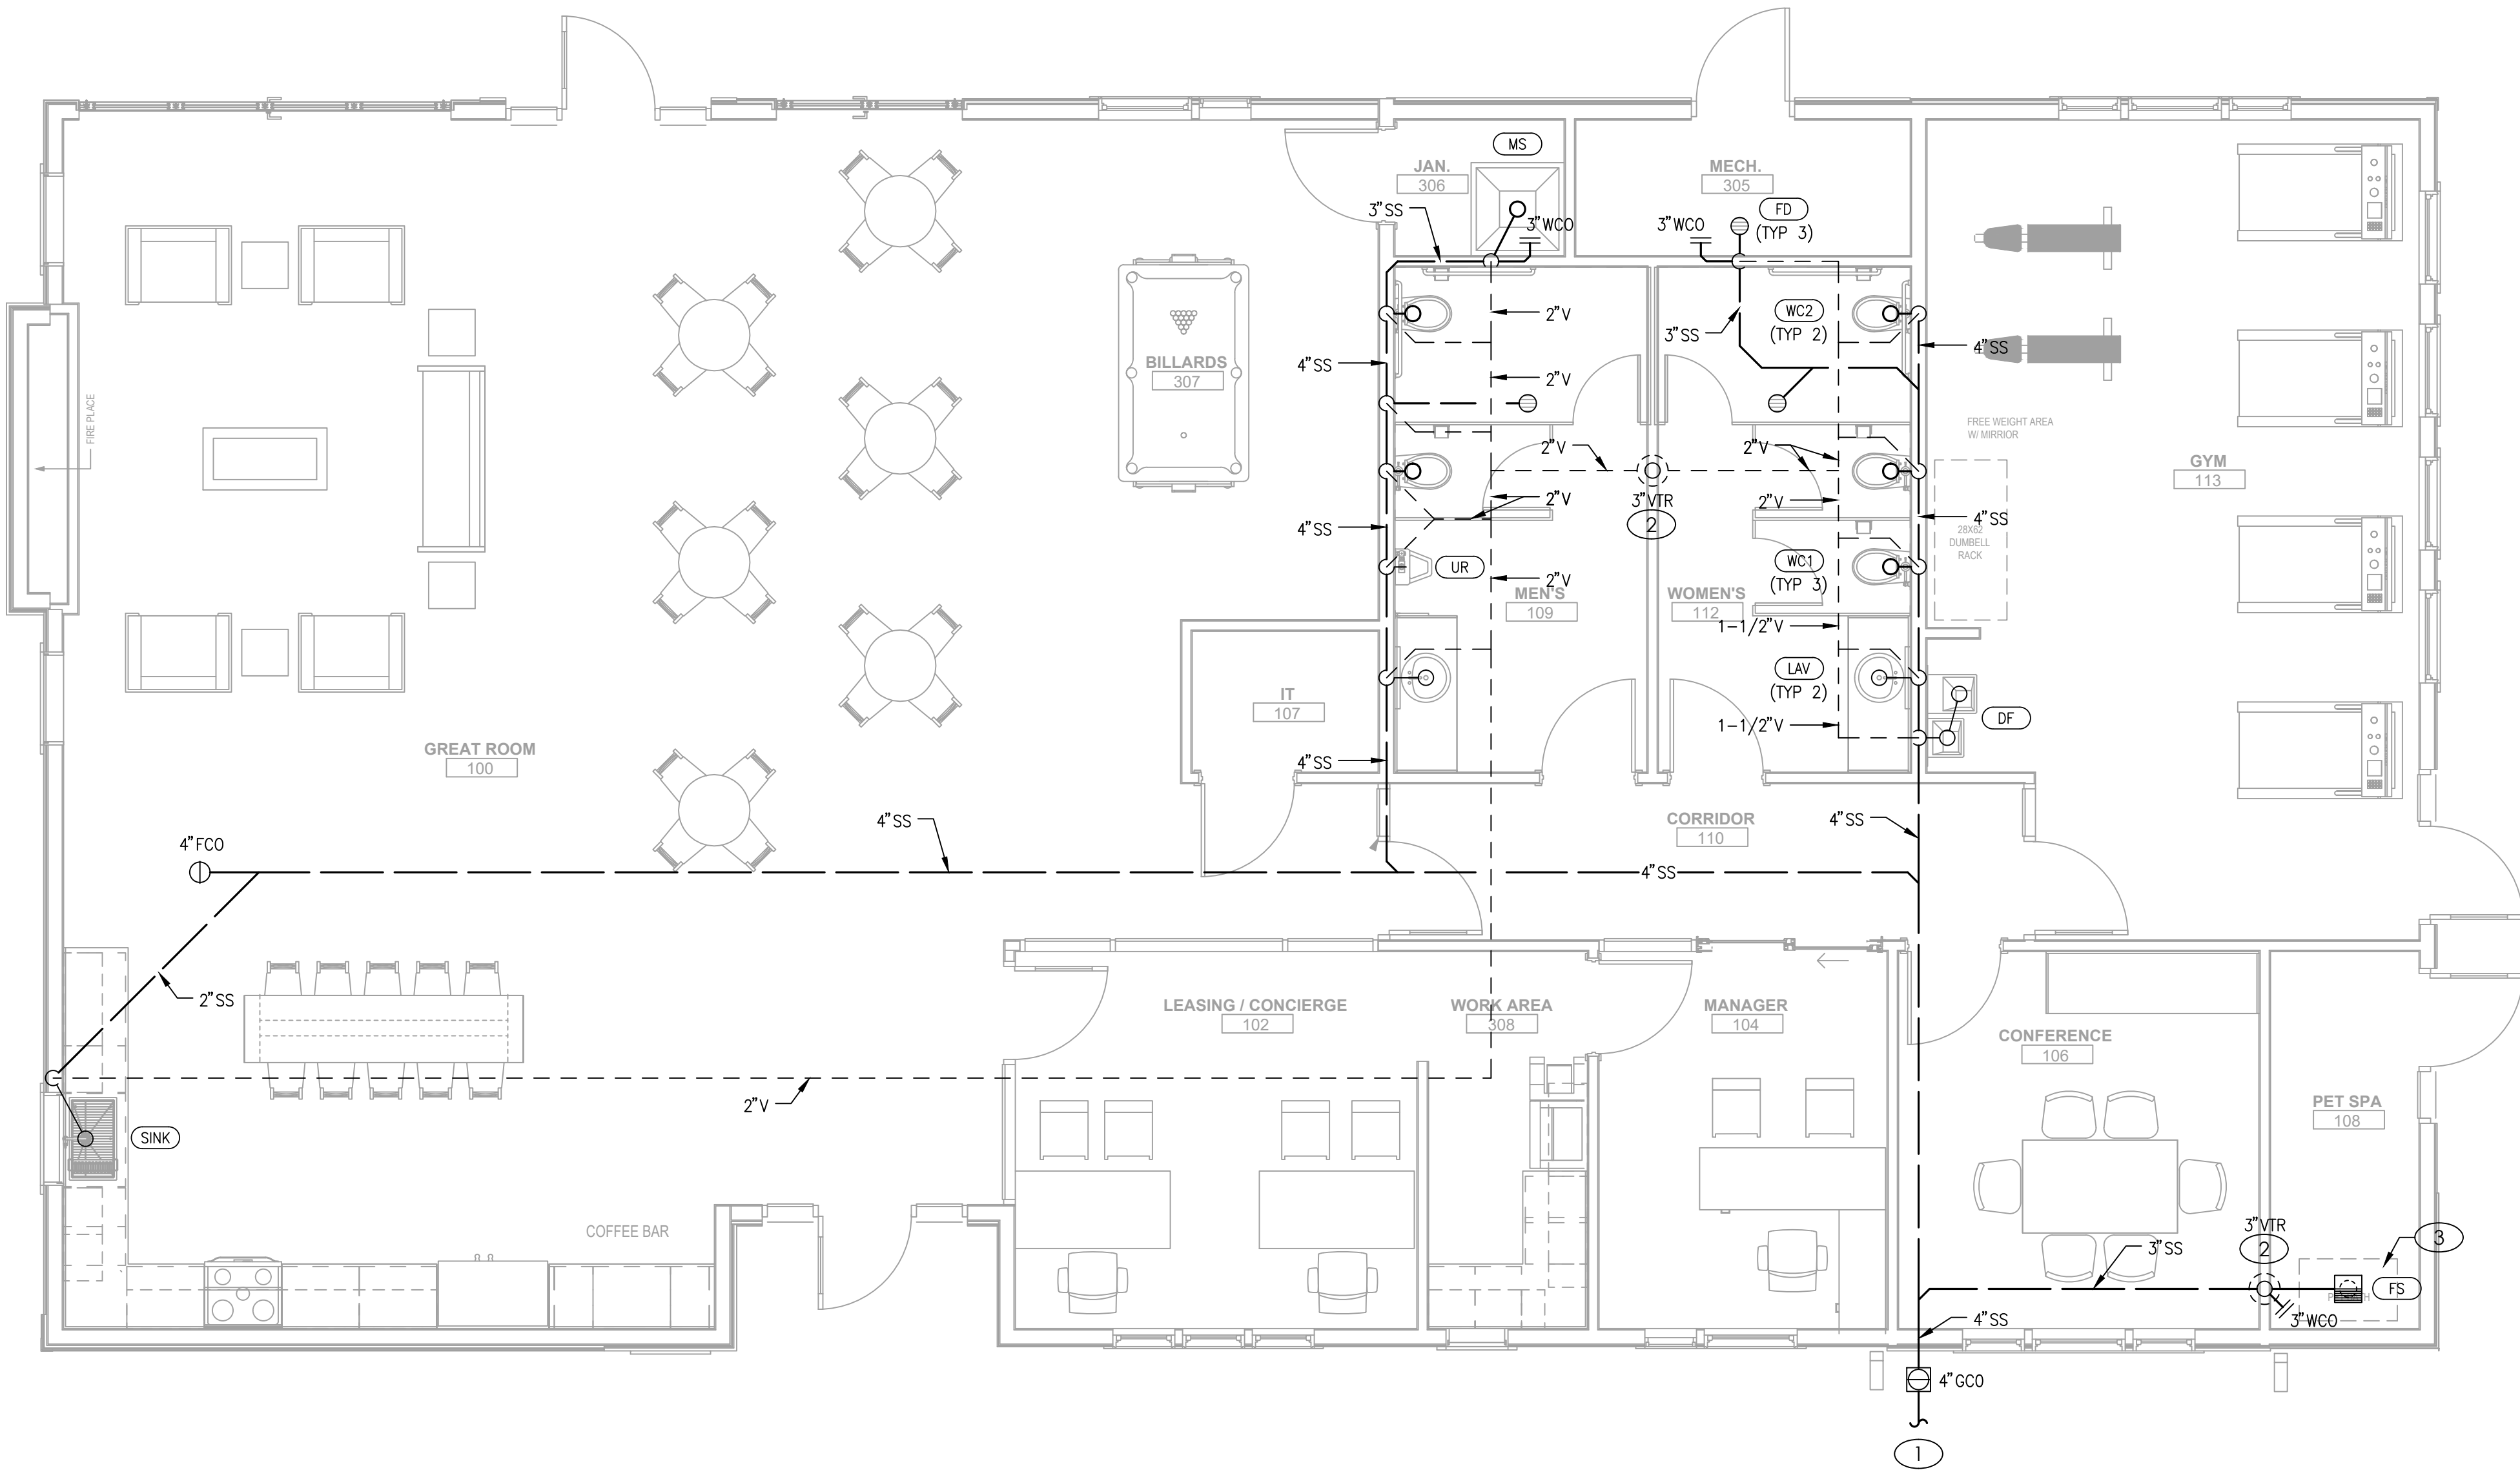 MS
JAN.
306
MECH.
305
3"SS
3"WCO
3"WCO
FD
(TYP 3)
2"V
WC2
(TYP 2)
3"SS
4"SS
BILLARDS
307
4"SS
2"V
FIRE PLACE
FREE WEIGHT AREA
W/ MIRRIOR
2"V
2"V
GYM
113
2"V
2"V
3"VTR
2
4"SS
4"SS
28X62
DUMBELL
RACK
UR
WC1
(TYP 3)
2"V
MEN'S
109
WOMEN'S
112
1-1/2"V
LAV
(TYP 2)
IT
107
DF
1-1/2"V
GREAT ROOM
100
4"SS
4"SS
CORRIDOR
110
4"SS
4"FCO
4"SS
2"SS
LEASING / CONCIERGE
102
WORK AREA
308
MANAGER
104
CONFERENCE
106
2"V
PET SPA
108
SINK
COFFEE BAR
3"VTR
2
3"SS
3
FS
3"WCO
4"SS
4"GCO
1